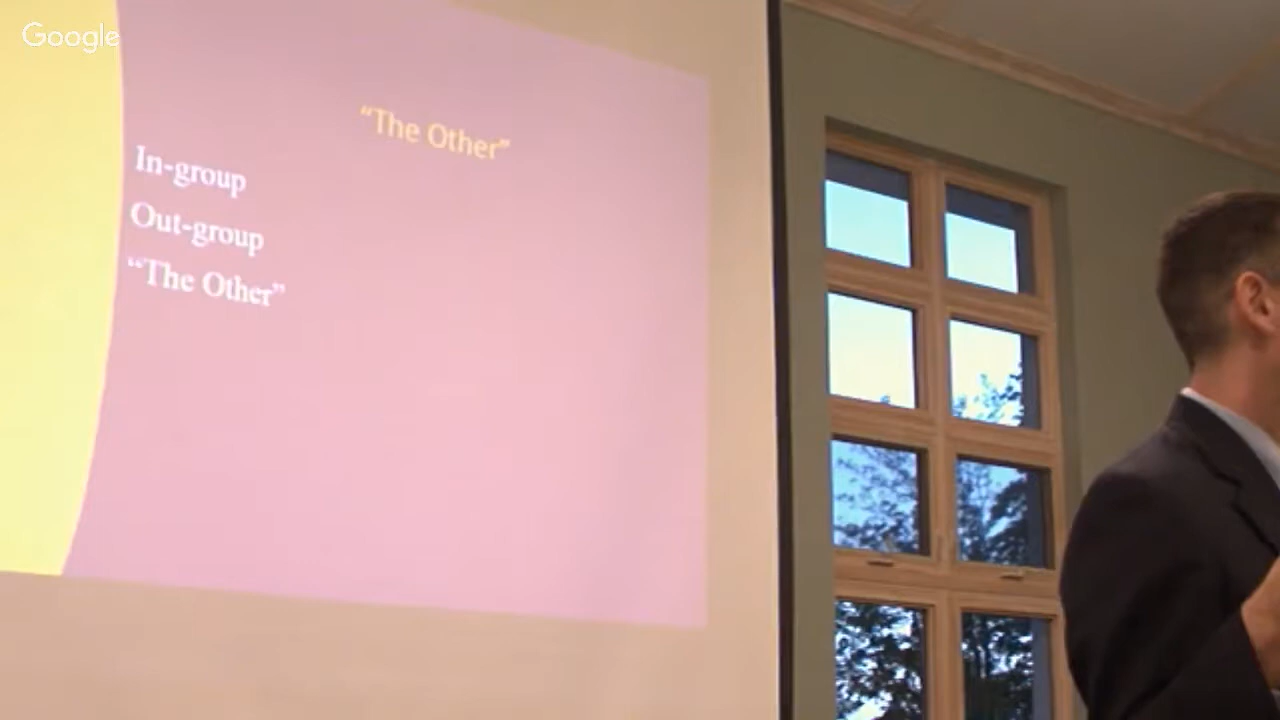 Google
“The Other”
In-group
Out-group
“The Other”